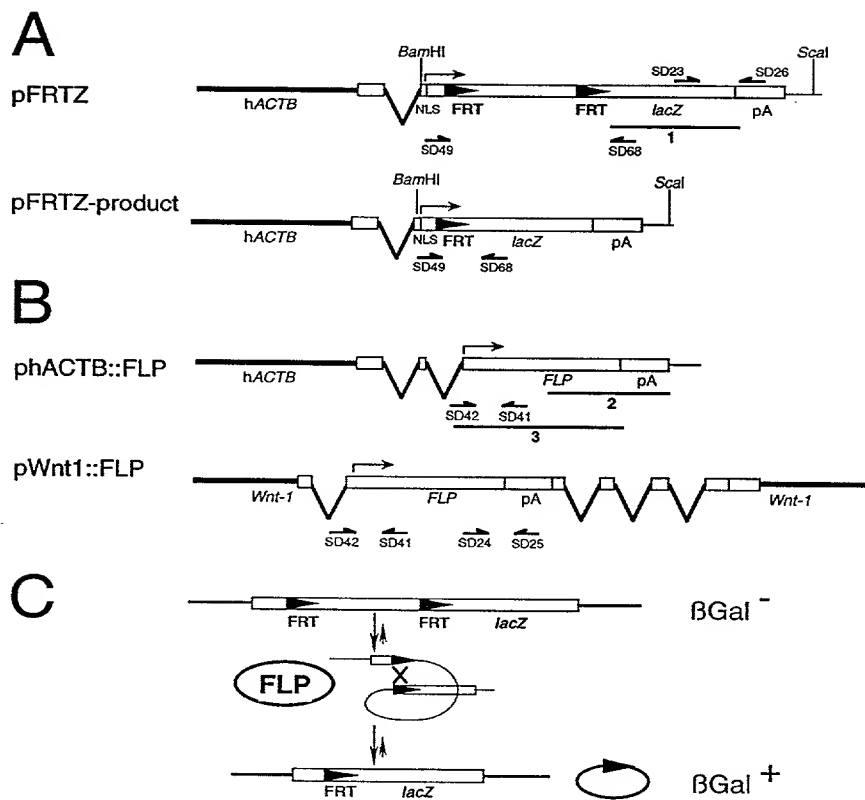 A
BamHI
ScaI
pFRTZ
SD23
SD26
hACTB
NLS
FRT
FRT
lacZ
pA
SD49
SD68
1
BamHI
ScaI
pFRTZ-product
hACTB
NLS
FRT
lacZ
pA
SD49
SD68
B
phACTB::FLP
hACTB
FLP
pA
2
SD42
SD41
3
pWnt1::FLP
Wnt-1
FLP
pA
Wnt-1
SD42
SD41
SD24
SD25
C
FRT
FRT
lacZ
ßGal -
FLP
X
FRT
lacZ
ßGal +